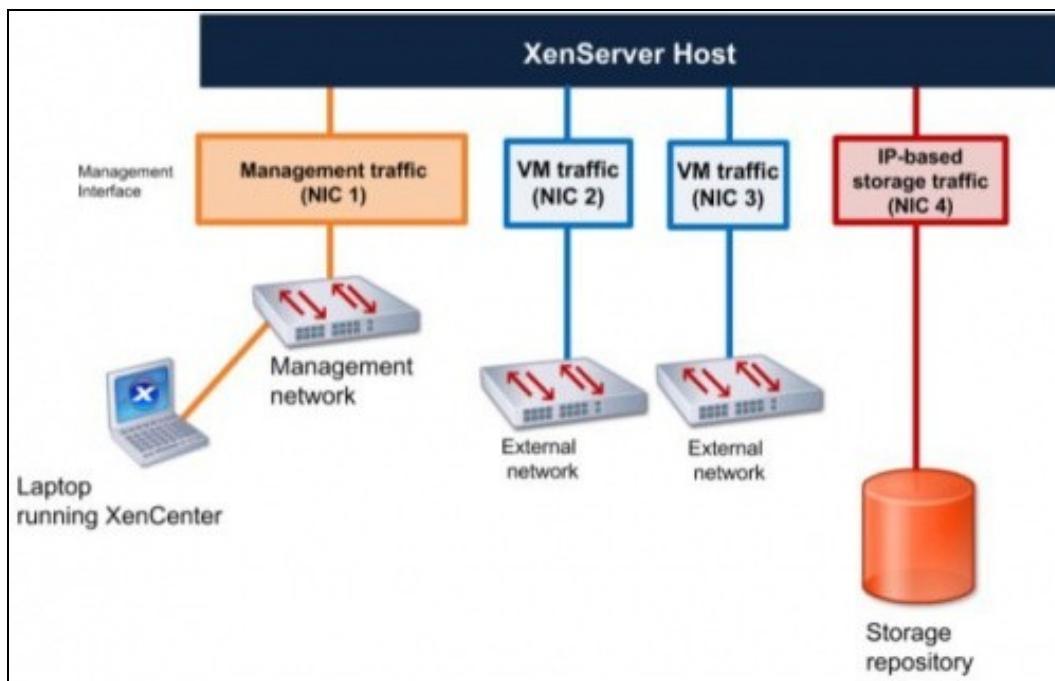 XenServer Host
Management
Interface
Management traffic
(NIC 1)
VM traffic
(NIC 2)
VM traffic
(NIC 3)
IP-based
storage traffic
(NIC 4)
Management
network
External
network
External
network
Laptop
running XenCenter
Storage
repository